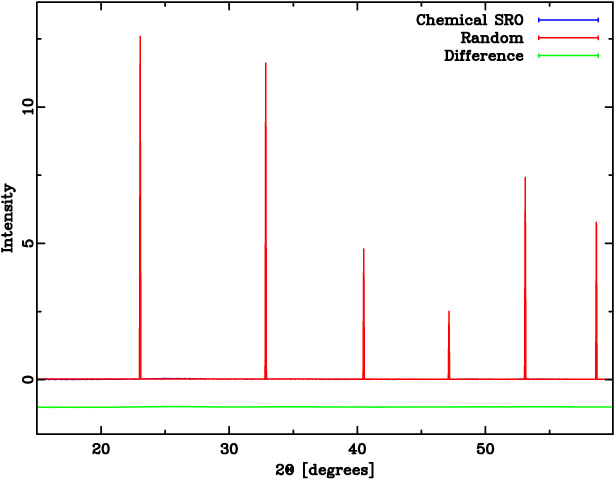 Chemical SRO
Random
Difference
10
5
0
Intensity
20
30
40
50
2θ [degrees]